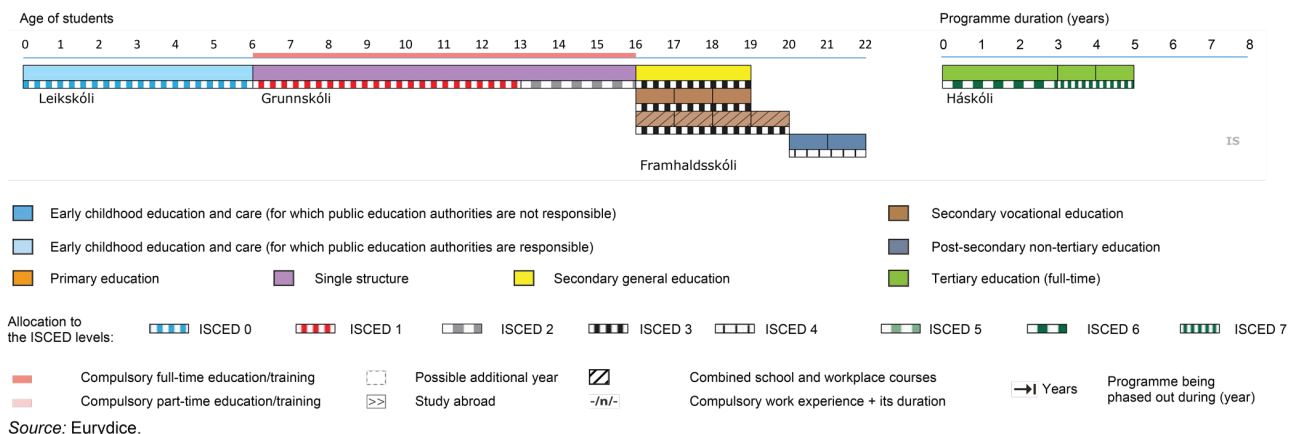 Age of students
Programme duration (years)
0 1 2 3 4 5 6 7 8 9 10 11 12 13 14 15 16 17 18 19 20 21 22
0 1 2 3 4 5 6 7 8
Leikskóli
Grunnskóli
Framhaldsskóli
Háskóli
IS
Early childhood education and care (for which public education authorities are not responsible)
Secondary vocational education
Early childhood education and care (for which public education authorities are responsible)
Post-secondary non-tertiary education
Primary education
Single structure
Secondary general education
Tertiary education (full-time)
Allocation to
the ISCED levels:
ISCED 0
ISCED 1
ISCED 2
ISCED 3
ISCED 4
ISCED 5
ISCED 6
ISCED 7
Compulsory full-time education/training
Possible additional year
Combined school and workplace courses
Years
Programme being
phased out during (year)
Compulsory part-time education/training
>> Study abroad
-/n/- Compulsory work experience + its duration
Source: Eurydice.